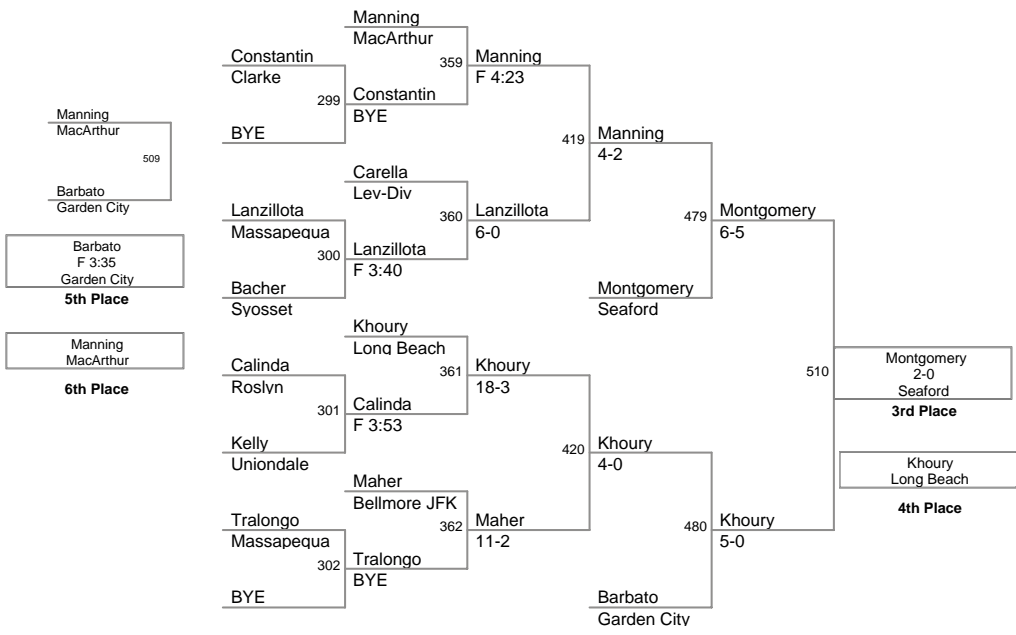 Manning
MacArthur
Constantin
Clarke
359
Manning
F 4:23
299
Constantin
BYE
Manning
MacArthur
BYE
419
Manning
4-2
509
Carella
Lev-Div
Barbato
Garden City
Lanzillota
Massapequa
360
Lanzillota
6-0
479
Montgomery
6-5
Barbato
F 3:35
Garden City
5th Place
300
Lanzillota
F 3:40
Bacher
Syosset
Montgomery
Seaford
Manning
MacArthur
6th Place
Khoury
Long Beach
Calinda
Roslyn
361
Khoury
18-3
510
Montgomery
2-0
Seaford
3rd Place
301
Calinda
F 3:53
Kelly
Uniondale
420
Khoury
4-0
Khoury
Long Beach
4th Place
Maher
Bellmore JFK
Tralongo
Massapequa
362
Maher
11-2
480
Khoury
5-0
302
Tralongo
BYE
BYE
Barbato
Garden City